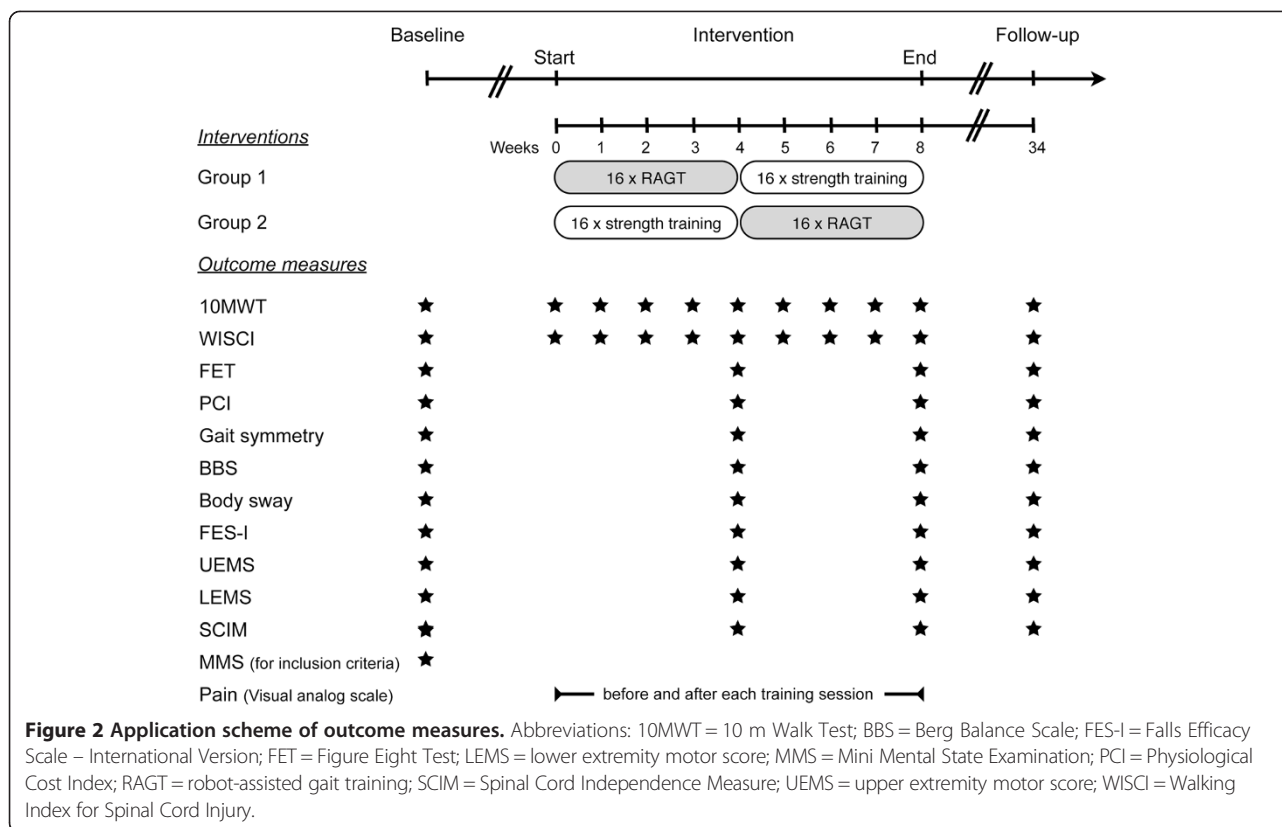 Baseline Intervention Follow-up
Start End
Interventions
Weeks 0 1 2 3 4 5 6 7 8 34
Group 1 16 x RAGT 16 x strength training
Group 2 16 x strength training 16 x RAGT
Outcome measures
10MWT
WISCI
FET
PCI
Gait symmetry
BBS
Body sway
FES-I
UEMS
LEMS
SCIM
MMS (for inclusion criteria)
Pain (Visual analog scale) before and after each training session
Figure 2 Application scheme of outcome measures. Abbreviations: 10MWT = 10 m Walk Test; BBS = Berg Balance Scale; FES-I = Falls Efficacy
Scale – International Version; FET = Figure Eight Test; LEMS = lower extremity motor score; MMS = Mini Mental State Examination; PCI = Physiological
Cost Index; RAGT = robot-assisted gait training; SCIM = Spinal Cord Independence Measure; UEMS = upper extremity motor score; WISCI = Walking
Index for Spinal Cord Injury.